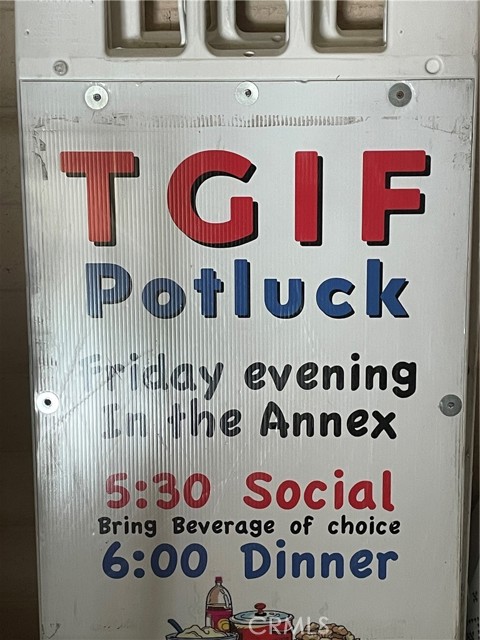 TGIF
Potluck
Friday evening
In the Annex
5:30 Social
Bring Beverage of choice
6:00 Dinner
CRMLS